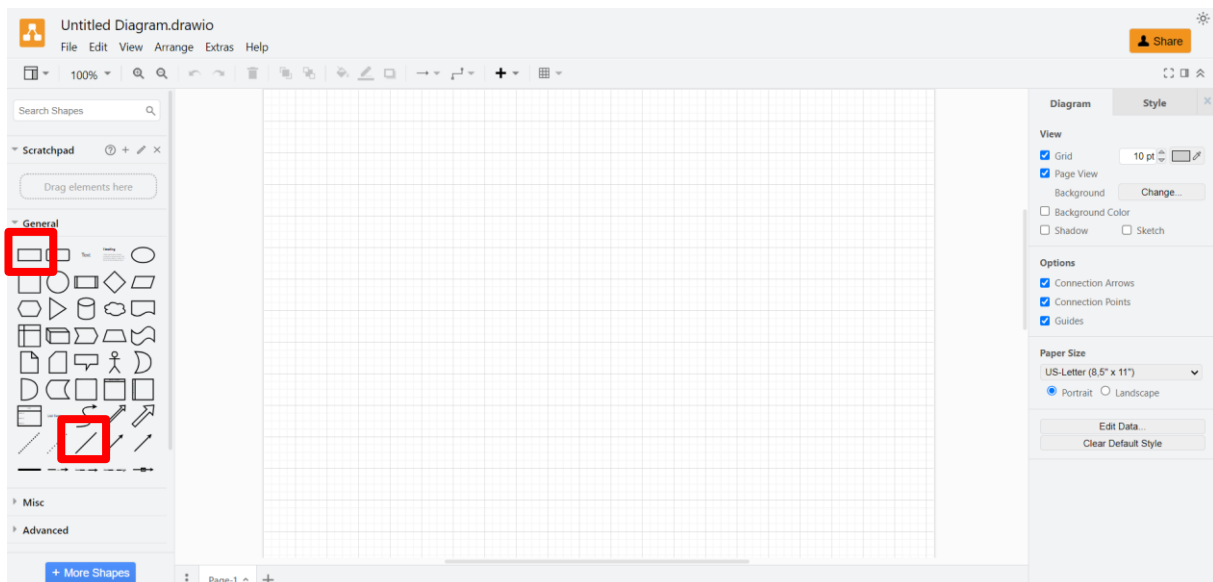 Untitled Diagram.drawio
File Edit View Arrange Extras Help
Share
100%
Search Shapes
Scratchpad
Drag elements here
General
Text
Heading
Misc
Advanced
+ More Shapes
Page-1
Diagram Style
View
Grid 10 pt
Page View
Background Change...
Background Color
Shadow Sketch
Options
Connection Arrows
Connection Points
Guides
Paper Size
US-Letter (8,5" x 11")
Portrait Landscape
Edit Data...
Clear Default Style